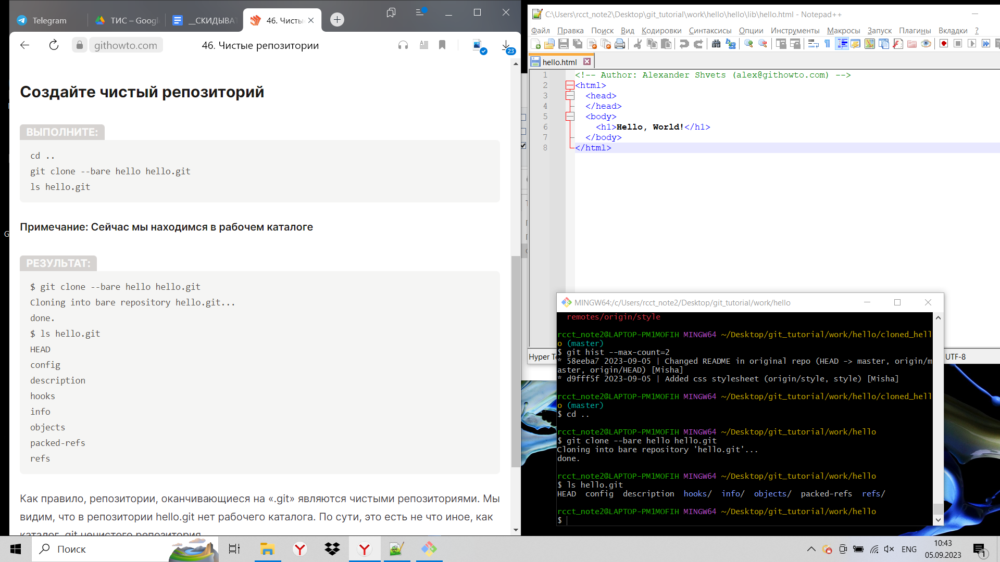 Telegram
ТИС – Googl
__СКИДЫВАТ
46. Чисты
githowto.com
46. Чистые репозитории
23
Создайте чистый репозиторий
ВЫПОЛНИТЕ:
cd ..
git clone --bare hello hello.git
ls hello.git
Примечание: Сейчас мы находимся в рабочем каталоге
РЕЗУЛЬТАТ:
$ git clone --bare hello hello.git
Cloning into bare repository hello.git...
done.
$ ls hello.git
HEAD
config
description
hooks
info
objects
packed-refs
refs
Как правило, репозитории, оканчивающиеся на «.git» являются чистыми репозиториями. Мы
видим, что в репозитории hello.git нет рабочего каталога. По сути, это есть не что иное, как
каталог .git нечистого репозитория.
C:\Users\rcct_note2\Desktop\git_tutorial\work\hello\hello\lib\hello.html - Notepad++
Файл Правка Поиск Вид Кодировки Синтаксисы Опции Инструменты Макросы Запуск Плагины Вкладки ?
hello.html
1 <!-- Author: Alexander Shvets (alex@githowto.com) -->
2 <html>
3 <head>
4 </head>
5 <body>
6 <h1>Hello, World!</h1>
7 </body>
8 </html>
Hyper Te
UTF-8
MINGW64:/c/Users/rcct_note2/Desktop/git_tutorial/work/hello
remotes/origin/style
rcct_note2@LAPTOP-PM1MOFIH MINGW64 ~/Desktop/git_tutorial/work/hello/cloned_hell
o (master)
$ git hist --max-count=2
* 58eeba7 2023-09-05 | Changed README in original repo (HEAD -> master, origin/m
aster, origin/HEAD) [Misha]
* d9fff5f 2023-09-05 | Added css stylesheet (origin/style, style) [Misha]
rcct_note2@LAPTOP-PM1MOFIH MINGW64 ~/Desktop/git_tutorial/work/hello/cloned_hell
o (master)
$ cd ..
rcct_note2@LAPTOP-PM1MOFIH MINGW64 ~/Desktop/git_tutorial/work/hello
$ git clone --bare hello hello.git
Cloning into bare repository 'hello.git'...
done.
rcct_note2@LAPTOP-PM1MOFIH MINGW64 ~/Desktop/git_tutorial/work/hello
$ ls hello.git
HEAD config description hooks/ info/ objects/ packed-refs refs/
rcct_note2@LAPTOP-PM1MOFIH MINGW64 ~/Desktop/git_tutorial/work/hello
$
Поиск
ENG
10:43
05.09.2023
1